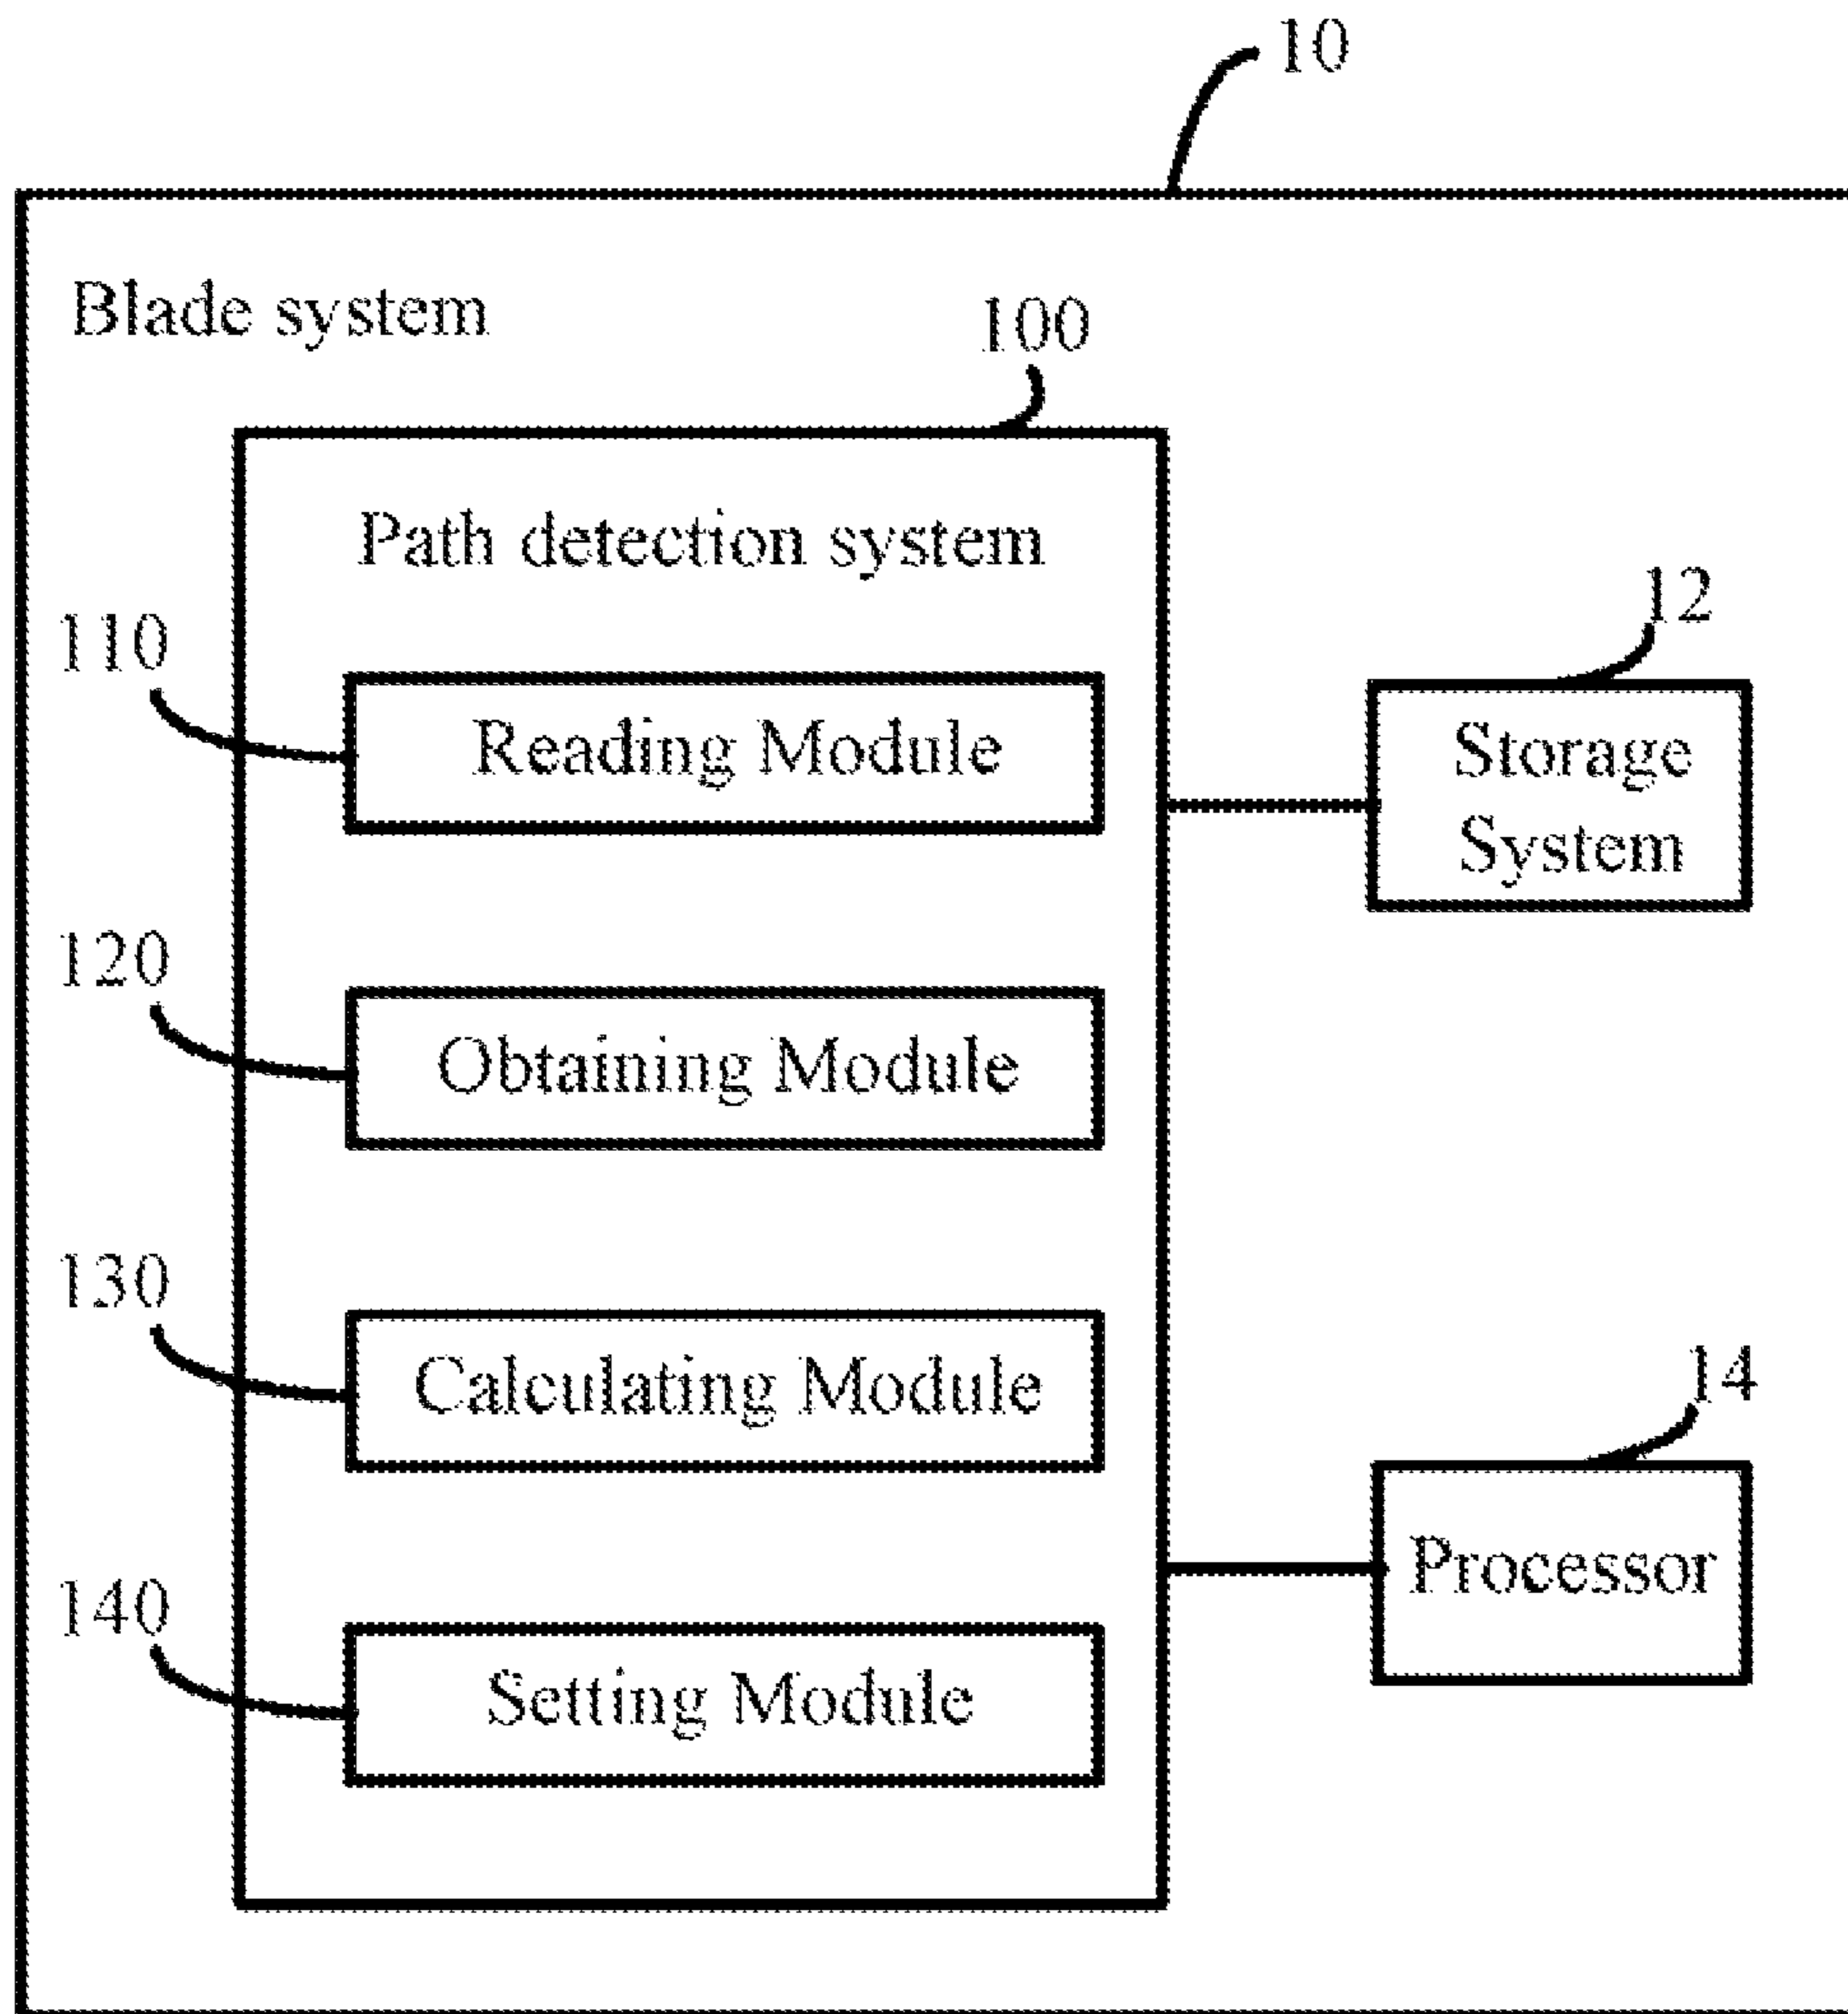 10
Blade system
100
Path detection system
110
Reading Module
12
Storage
System
120
Obtaining Module
130
Calculating Module
14
Processor
140
Setting Module